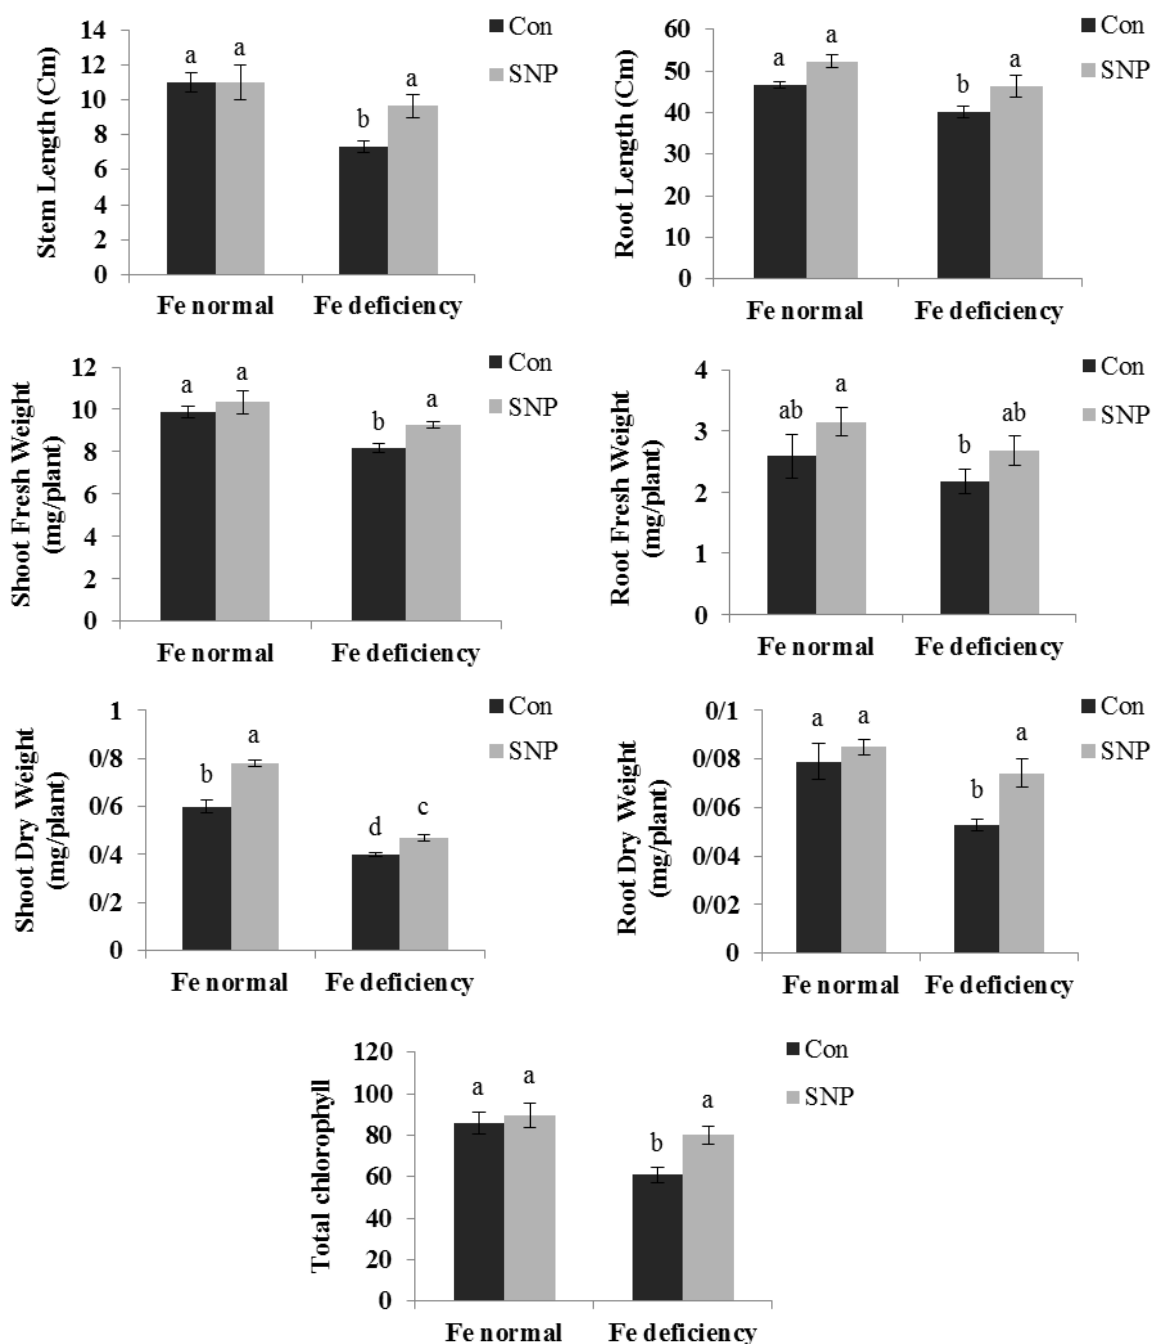 Stem Length (Cm)
14
12
10
8
6
4
2
0
a
a
b
a
Fe normal
Fe deficiency
Con
SNP
Root Length (Cm)
60
50
40
30
20
10
0
a
a
b
a
Fe normal
Fe deficiency
Con
SNP
Shoot Fresh Weight
(mg/plant)
12
10
8
6
4
2
0
a
a
b
a
Fe normal
Fe deficiency
Con
SNP
Root Fresh Weight
(mg/plant)
4
3
2
1
0
ab
a
b
ab
Fe normal
Fe deficiency
Con
SNP
Shoot Dry Weight
(mg/plant)
1
0/8
0/6
0/4
0/2
0
b
a
d
c
Fe normal
Fe deficiency
Con
SNP
Root Dry Weight
(mg/plant)
0/1
0/08
0/06
0/04
0/02
0
a
a
b
a
Fe normal
Fe deficiency
Con
SNP
Total chlorophyll
120
100
80
60
40
20
0
a
a
b
a
Fe normal
Fe deficiency
Con
SNP